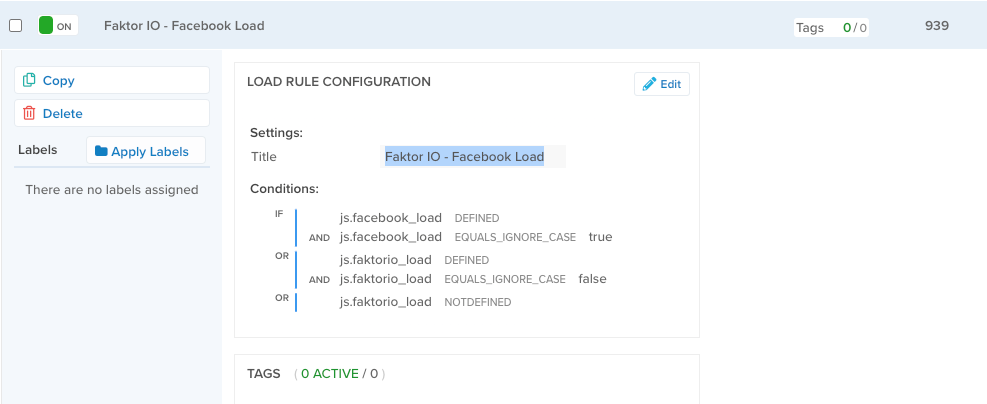 ON Faktor IO - Facebook Load Tags 0/0 939
Copy
Delete
Labels Apply Labels
There are no labels assigned
LOAD RULE CONFIGURATION Edit
Settings:
Title Faktor IO - Facebook Load
Conditions:
IF js.facebook_load DEFINED
AND js.facebook_load EQUALS_IGNORE_CASE true
OR js.faktorio_load DEFINED
AND js.faktorio_load EQUALS_IGNORE_CASE false
OR js.faktorio_load NOTDEFINED
TAGS ( 0 ACTIVE / 0 )